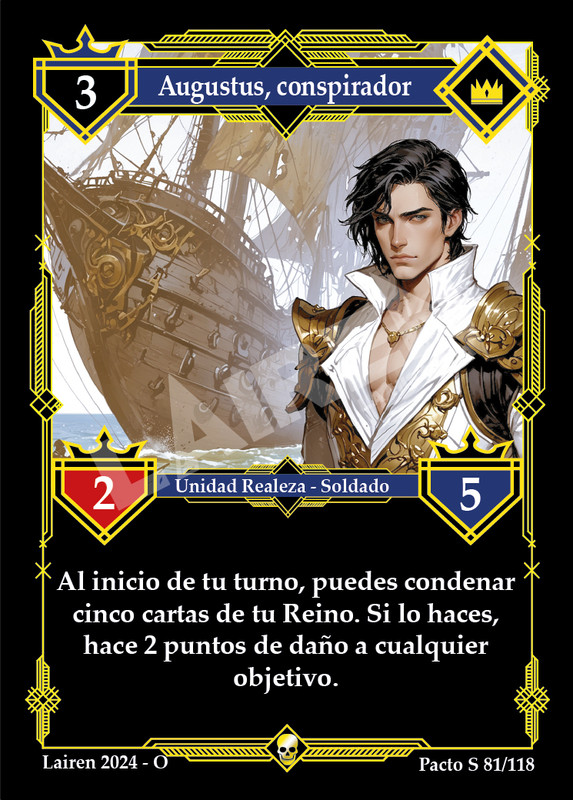 3
Augustus, conspirador
2
Unidad Realeza - Soldado
5
Al inicio de tu turno, puedes condenar
cinco cartas de tu Reino. Si lo haces,
hace 2 puntos de daño a cualquier
objetivo.
Lairen 2024 - O
Pacto S 81/118